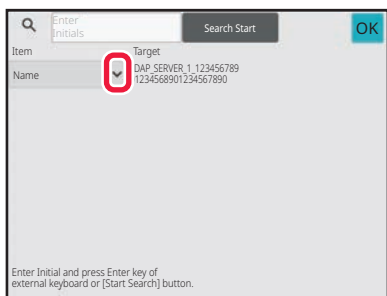 Enter
Initials
Search Start
OK
Item
Target
Name
DAP_SERVER_1_123456789
1234568901234567890
Enter Initial and press Enter key of
external keyboard or [Start Search] button.